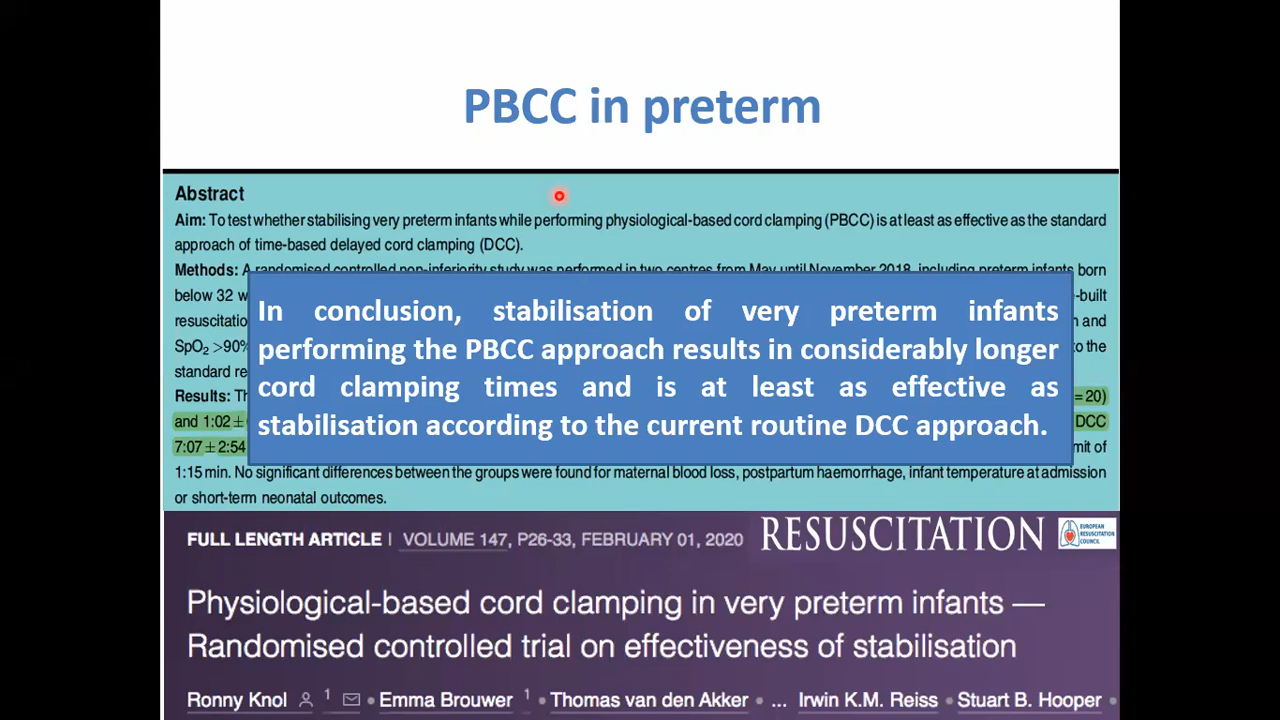 PBCC in preterm
Abstract
Aim: To test whether stabilising very preterm infants while performing physiological-based cord clamping (PBCC) is at least as effective as the standard
approach of time-based delayed cord clamping (DCC).
Methods: A randomised controlled non-inferiority study was performed in two centres from May until November 2018, including preterm infants born
below 32 w -built
resuscitatio n and
SpO2 >90% to the
standard re
Results: Th = 20)
and 1:02 ± DCC
7:07 ± 2:54 mit of
In conclusion, stabilisation of very preterm infants
performing the PBCC approach results in considerably longer
cord clamping times and is at least as effective as
stabilisation according to the current routine DCC approach.
1:15 min. No significant differences between the groups were found for maternal blood loss, postpartum haemorrhage, infant temperature at admission
or short-term neonatal outcomes.
FULL LENGTH ARTICLE | VOLUME 147, P26-33, FEBRUARY 01, 2020
RESUSCITATION
EUROPEAN
RESUSCITATION
COUNCIL
Physiological-based cord clamping in very preterm infants —
Randomised controlled trial on effectiveness of stabilisation
Ronny Knol 1 • Emma Brouwer 1 • Thomas van den Akker • ... Irwin K.M. Reiss • Stuart B. Hooper •